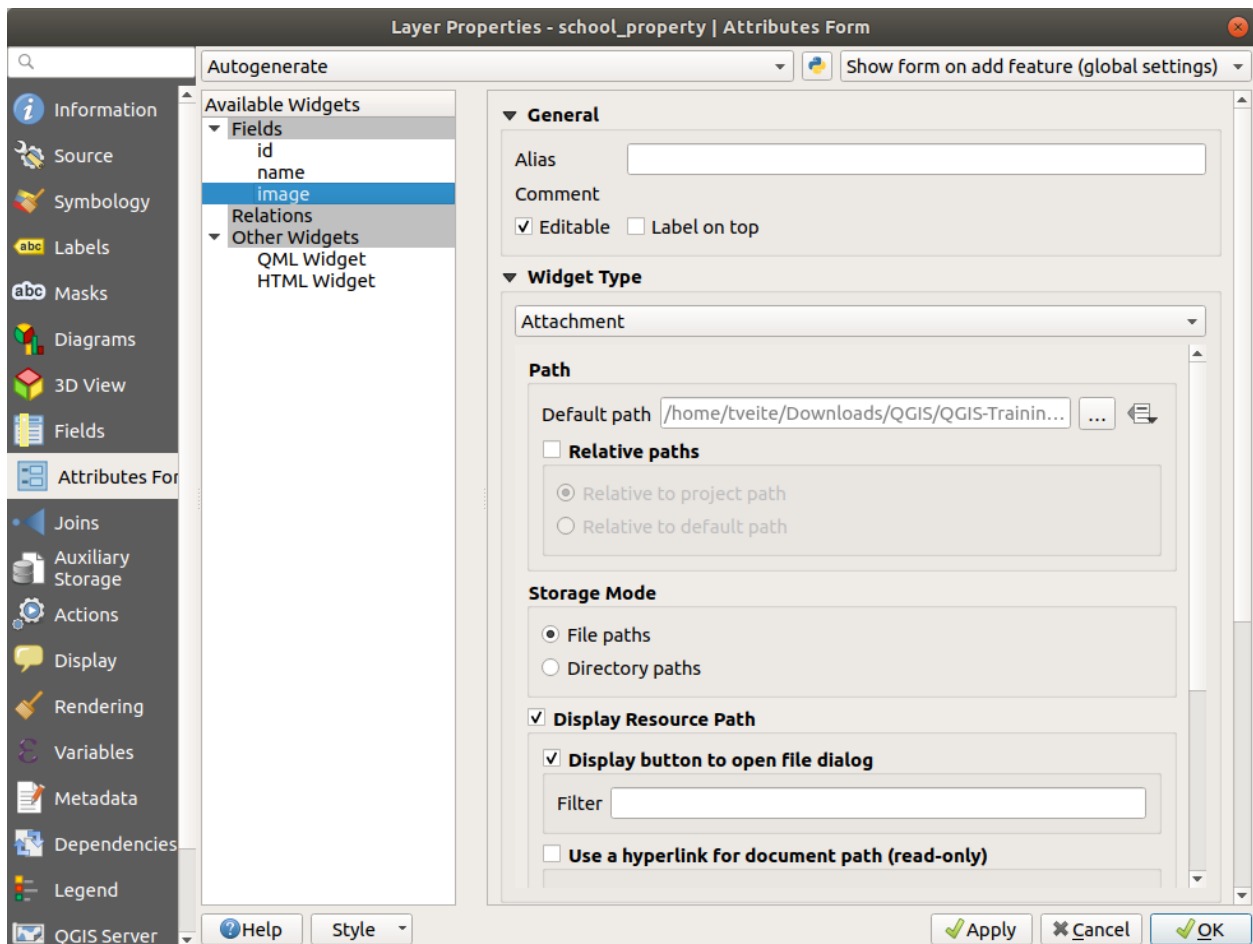 Layer Properties - school_property | Attributes Form
Autogenerate
Show form on add feature (global settings)
Information
Source
Symbology
abc Labels
abc Masks
Diagrams
3D View
Fields
Attributes For
Joins
Auxiliary
Storage
Actions
Display
Rendering
Variables
Metadata
Dependencies
Legend
QGIS Server
Available Widgets
Fields
id
name
image
Relations
Other Widgets
QML Widget
HTML Widget
General
Alias
Comment
Editable
Label on top
Widget Type
Attachment
Path
Default path /home/tveite/Downloads/QGIS/QGIS-Trainin... ...
Relative paths
Relative to project path
Relative to default path
Storage Mode
File paths
Directory paths
Display Resource Path
Display button to open file dialog
Filter
Use a hyperlink for document path (read-only)
Help
Style
Apply
Cancel
OK